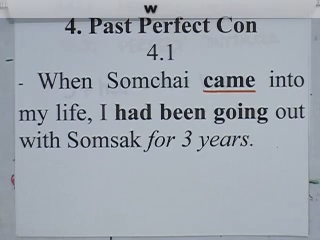 W
4. Past Perfect Con
4.1
- When Somchai came into
my life, I had been going out
with Somsak for 3 years.